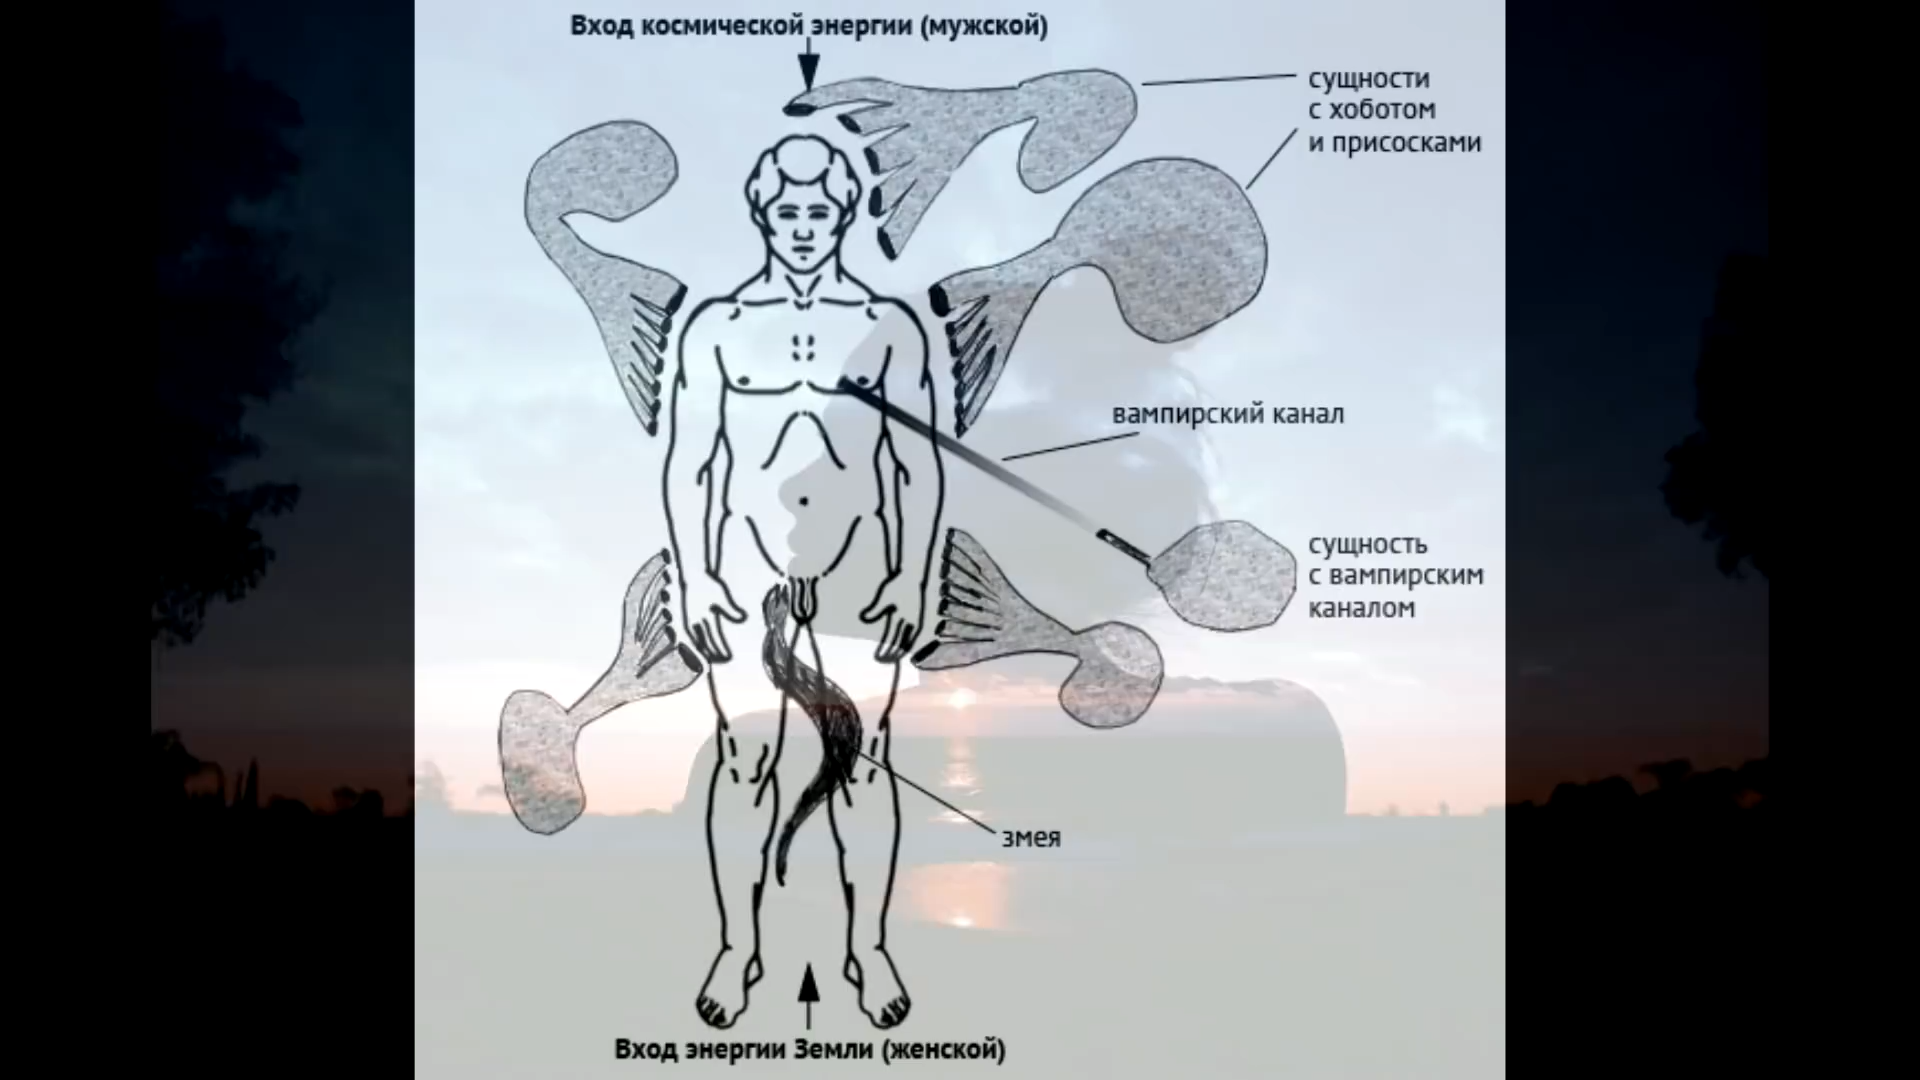 Вход космической энергии (мужской)
сущности
с хоботом
и присосками
вампирский канал
сущность
с вампирским
каналом
змея
Вход энергии Земли (женской)